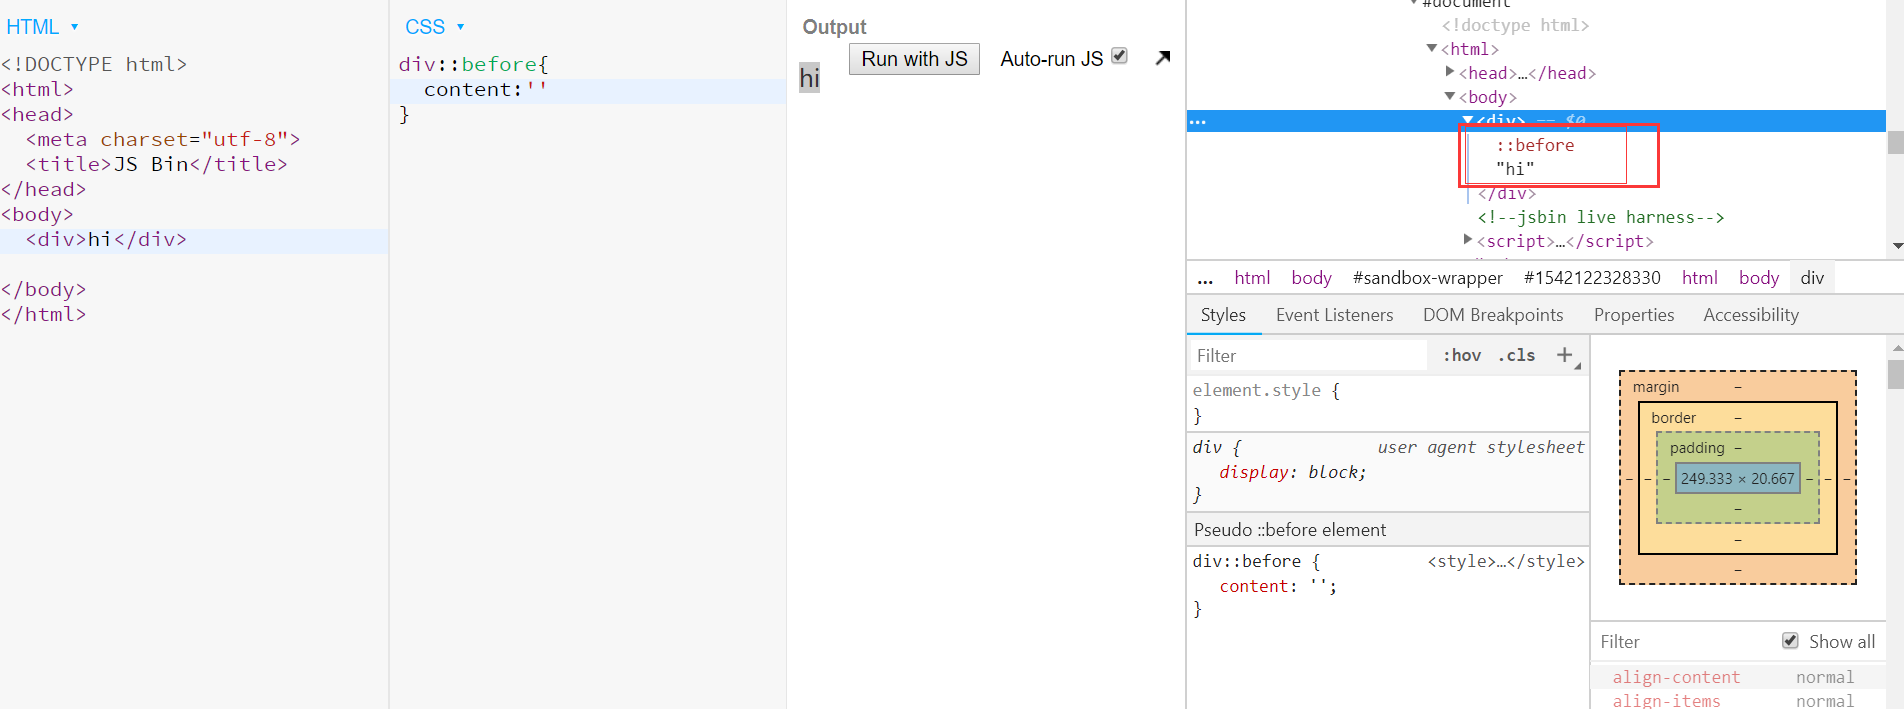 HTML
<!DOCTYPE html>
<html>
<head>
<meta charset="utf-8">
<title>JS Bin</title>
</head>
<body>
<div>hi</div>
</body>
</html>
CSS
div::before{
content:''
}
Output
Run with JS
Auto-run JS
hi
#document
<!doctype html>
<html>
<head>…</head>
<body>
… <div> == $0
::before
"hi"
</div>
<!--jsbin live harness-->
<script>…</script>
... html body #sandbox-wrapper #1542122328330 html body div
Styles Event Listeners DOM Breakpoints Properties Accessibility
Filter :hov .cls +
element.style {
}
div { user agent stylesheet
display: block;
}
Pseudo ::before element
div::before { <style>…</style>
content: '';
}
margin –
border –
padding –
– – – 249.333 × 20.667 – – –
–
–
–
Filter Show all
align-content normal
align-items normal